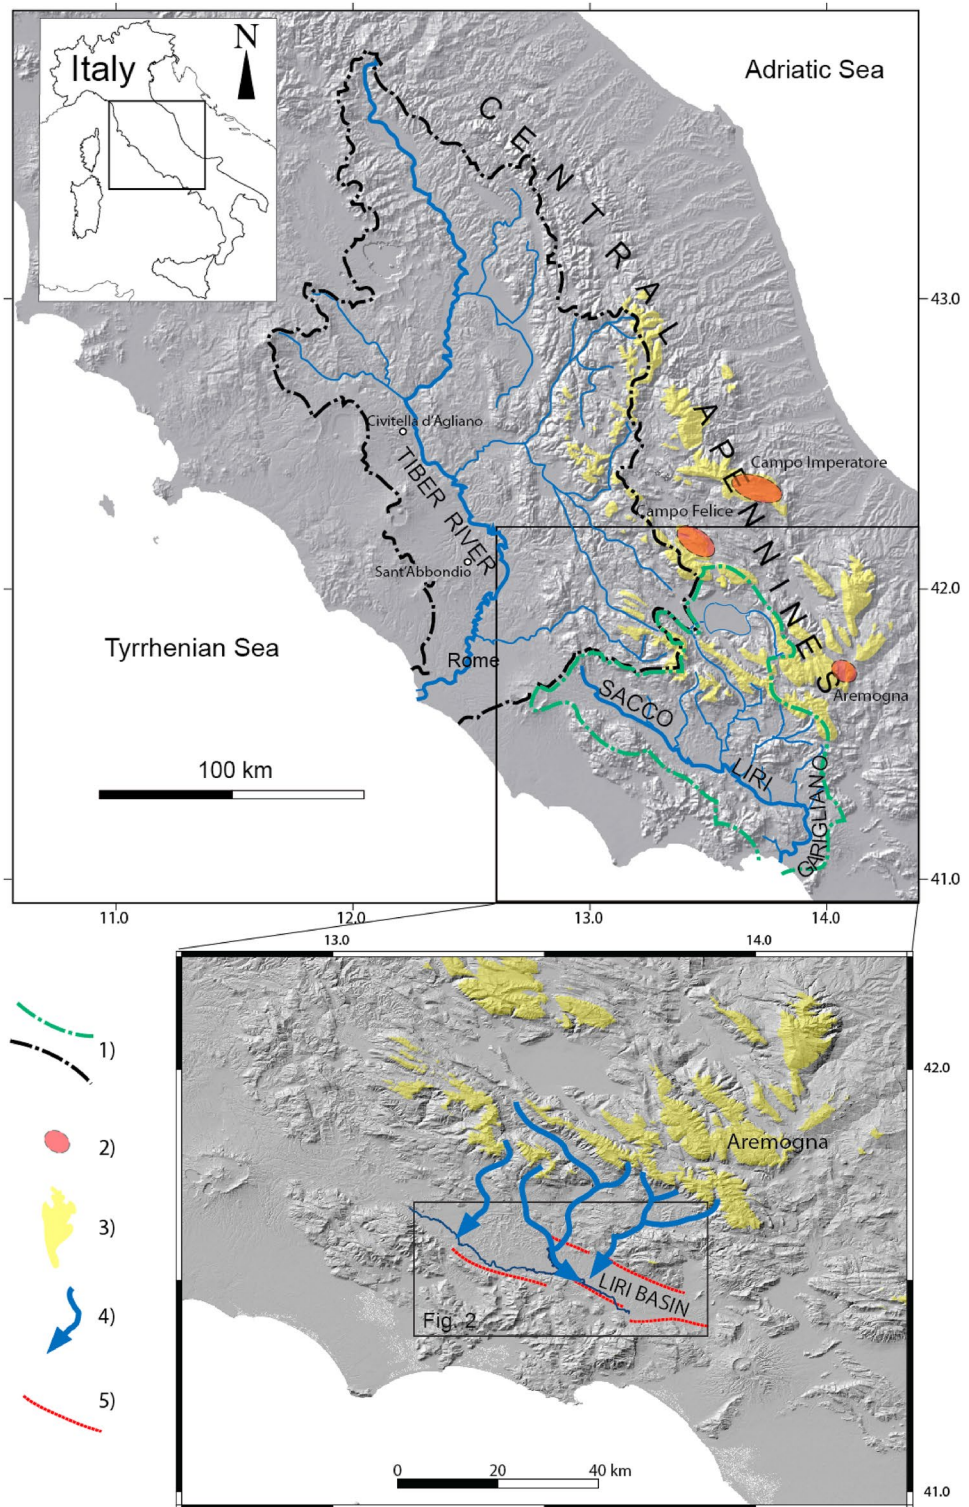 Italy
N
Adriatic Sea
CENTRAL APENNINES
43.0
Civitella d'Agliano
TIBER RIVER
Campo Imperatore
Campo Felice
Sant'Abbondio
42.0
Tyrrhenian Sea
Rome
Aremogna
SACCO
LIRI
GARIGLIANO
100 km
41.0
11.0
12.0
13.0
14.0
13.0
14.0
1)
42.0
2)
Aremogna
3)
4)
LIRI BASIN
Fig. 2
5)
0
20
40 km
41.0